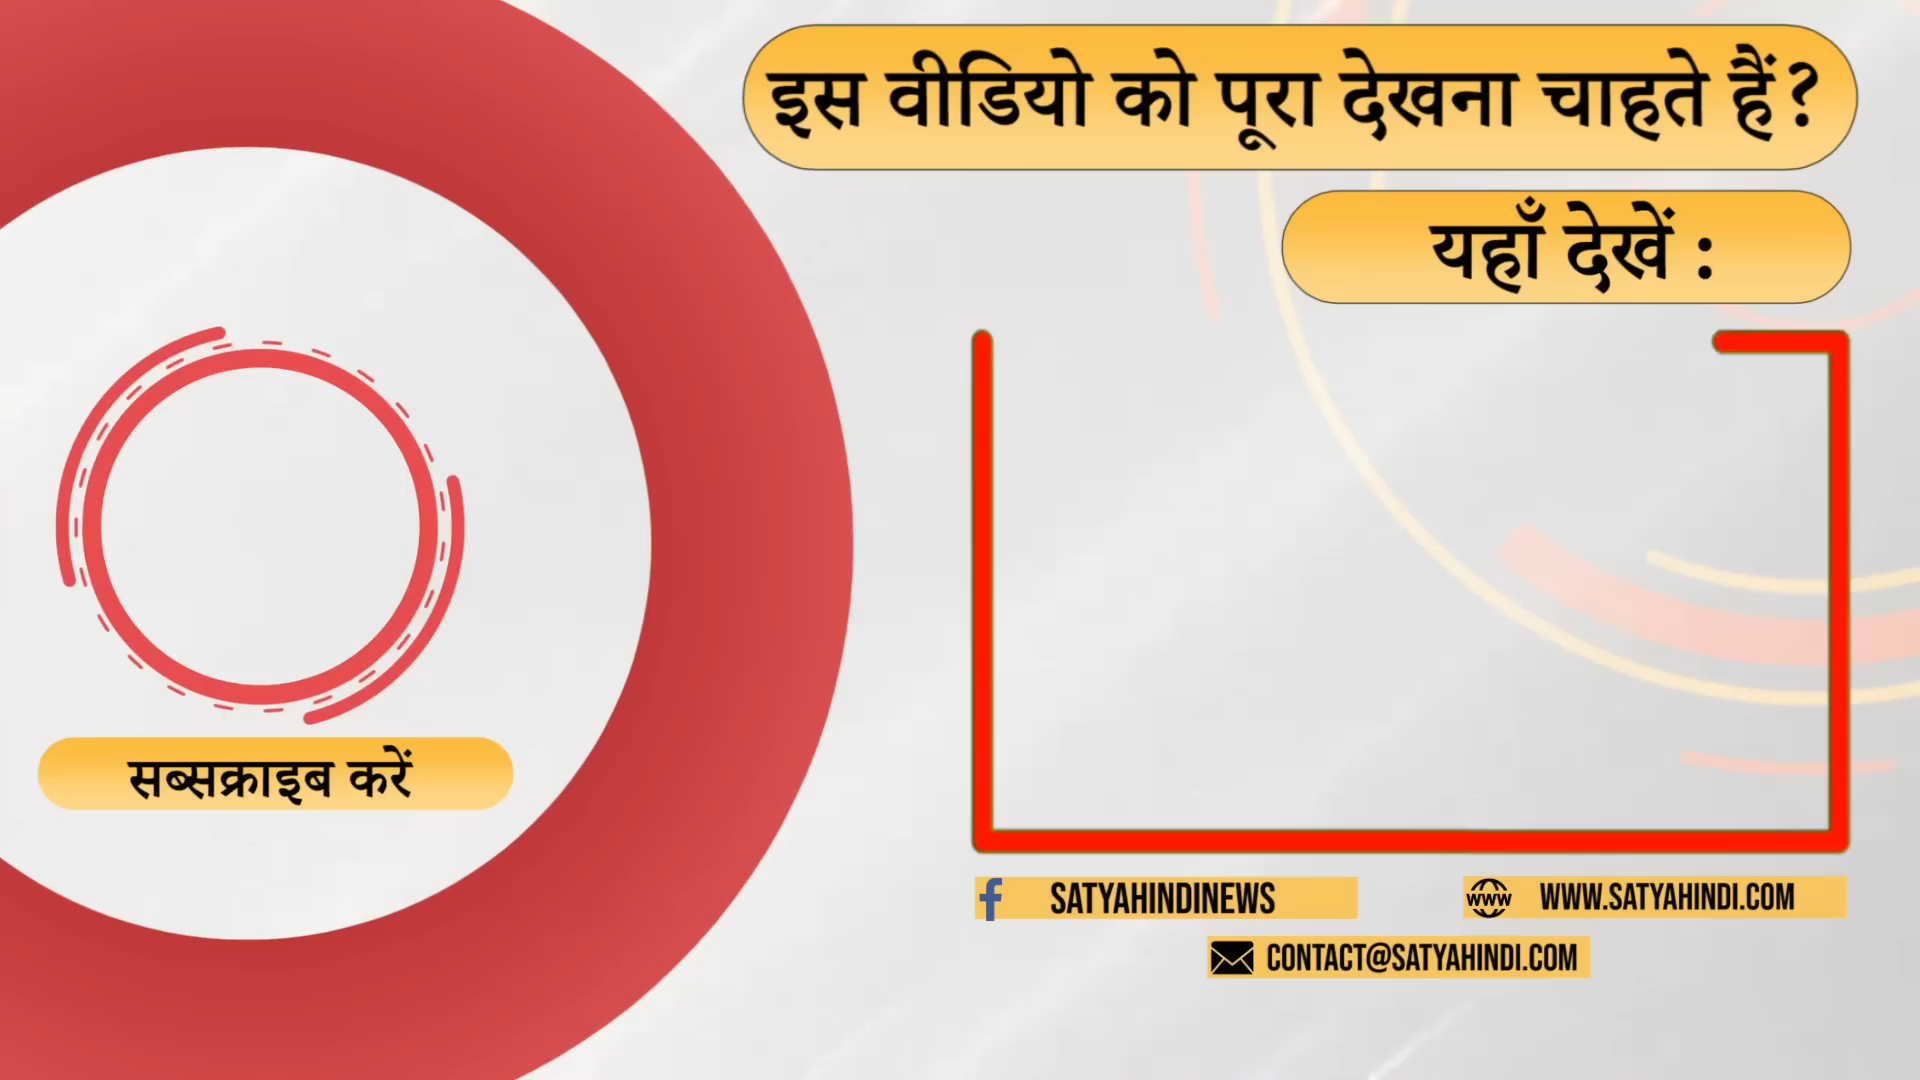 इस वीडियो को पूरा देखना चाहते हैं?
यहाँ देखें :
सब्सक्राइब करें
SATYAHINDINEWS
WWW.SATYAHINDI.COM
CONTACT@SATYAHINDI.COM